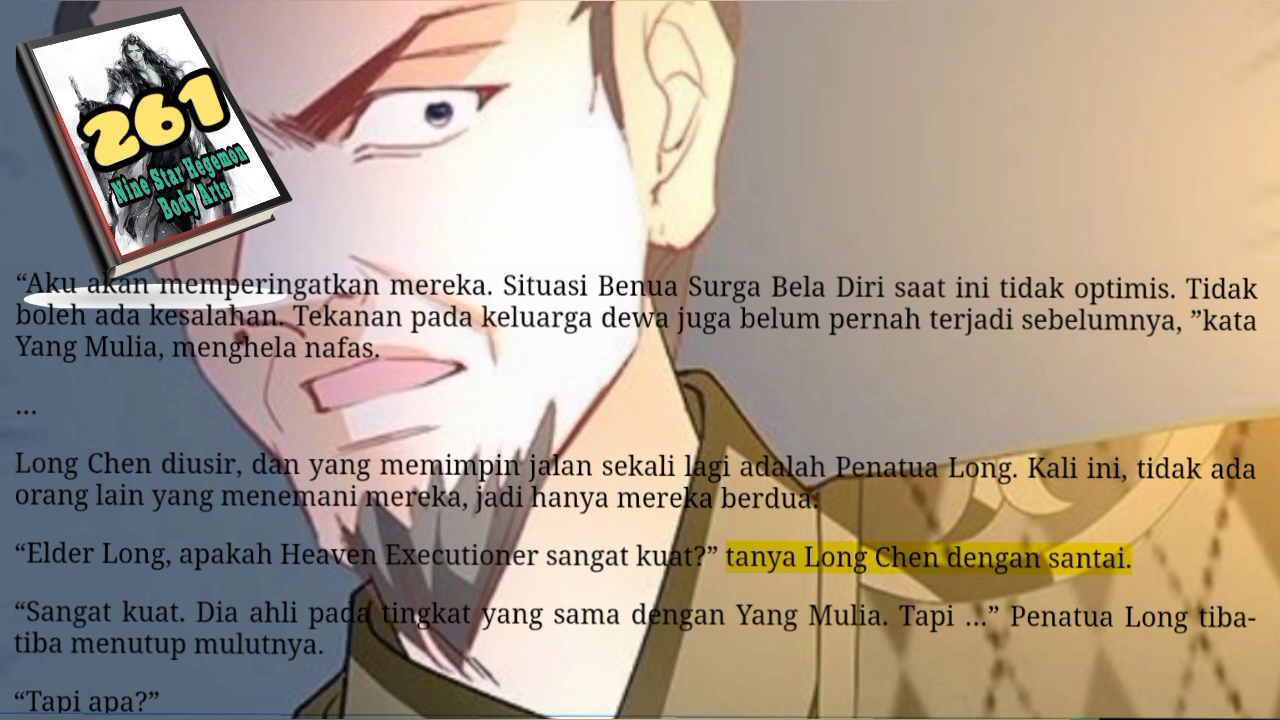 261
Nine Star Hegemon
Body Arts
“Aku akan memperingatkan mereka. Situasi Benua Surga Bela Diri saat ini tidak optimis. Tidak
boleh ada kesalahan. Tekanan pada keluarga dewa juga belum pernah terjadi sebelumnya, ”kata
Yang Mulia, menghela nafas.
...
Long Chen diusir, dan yang memimpin jalan sekali lagi adalah Penatua Long. Kali ini, tidak ada
orang lain yang menemani mereka, jadi hanya mereka berdua.
“Elder Long, apakah Heaven Executioner sangat kuat?” tanya Long Chen dengan santai.
“Sangat kuat. Dia ahli pada tingkat yang sama dengan Yang Mulia. Tapi ...” Penatua Long tiba-
tiba menutup mulutnya.
“Tapi apa?”